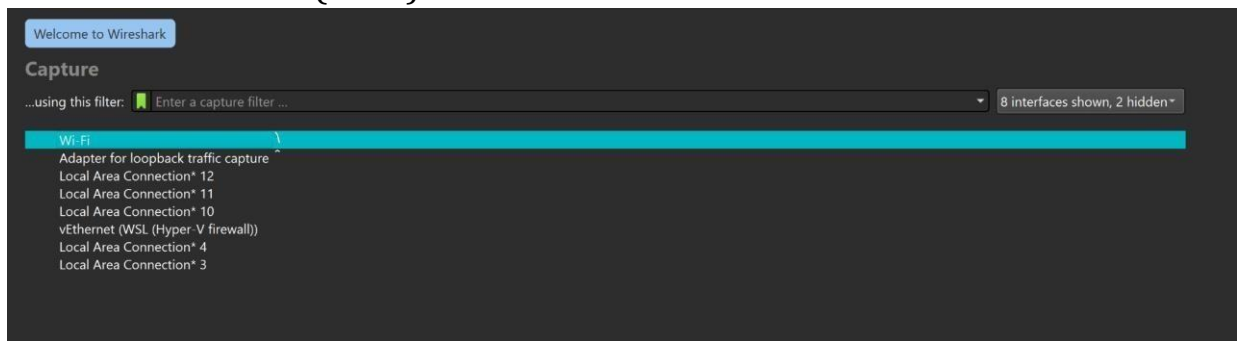 Welcome to Wireshark
Capture
...using this filter: Enter a capture filter ... 8 interfaces shown, 2 hidden
Wi-Fi
Adapter for loopback traffic capture
Local Area Connection* 12
Local Area Connection* 11
Local Area Connection* 10
vEthernet (WSL (Hyper-V firewall))
Local Area Connection* 4
Local Area Connection* 3